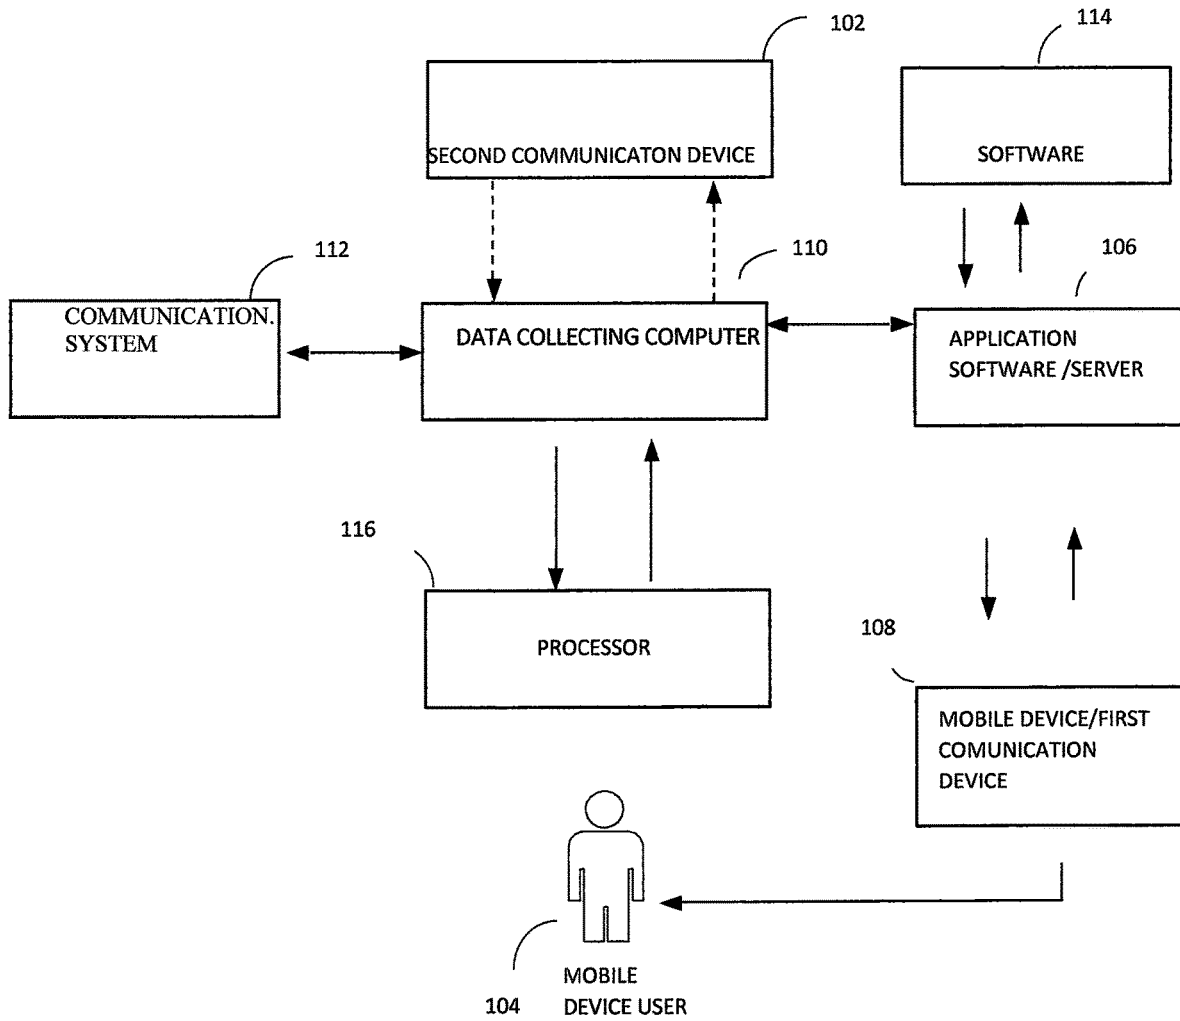 102
114
SECOND COMMUNICATON DEVICE
SOFTWARE
112
110
106
COMMUNICATION.
SYSTEM
DATA COLLECTING COMPUTER
APPLICATION
SOFTWARE /SERVER
116
PROCESSOR
108
MOBILE DEVICE/FIRST
COMUNICATION
DEVICE
104
MOBILE
DEVICE USER